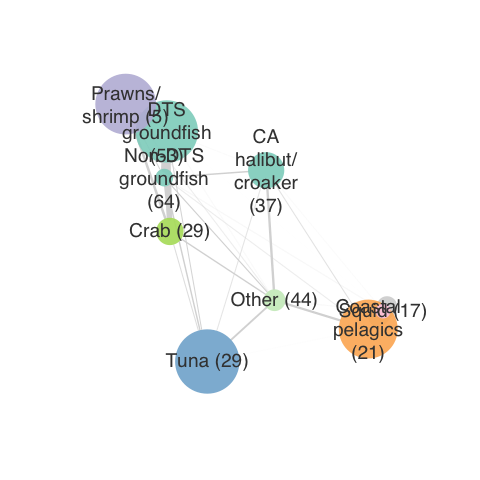 Prawns/
shrimp (5)
DTS
groundfish
(53)
Non-DTS
groundfish
(64)
CA
halibut/
croaker
(37)
Crab (29)
Other (44)
Coastal
pelagics
(21)
Squid (17)
Tuna (29)